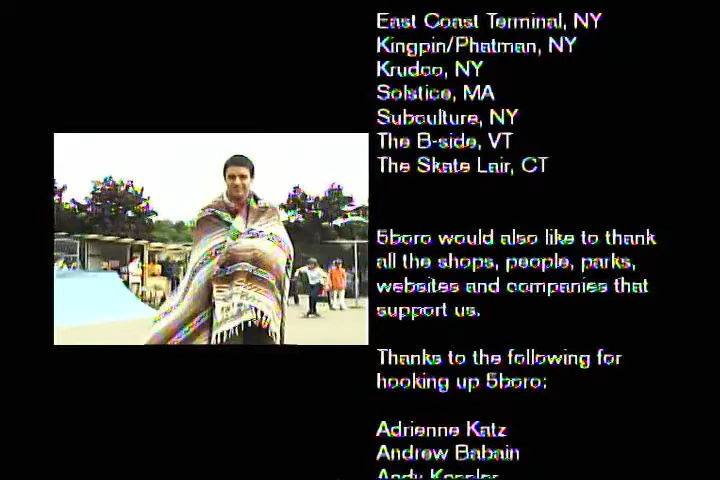 East Coast Terminal, NY
Kingpin/Phatman, NY
Krudco, NY
Solstice, MA
Subculture, NY
The B-side, VT
The Skate Lair, CT
5boro would also like to thank
all the shops, people, parks,
websites and companies that
support us.
Thanks to the following for
hooking up 5boro:
Adrienne Katz
Andrew Babain
Andy Kessler